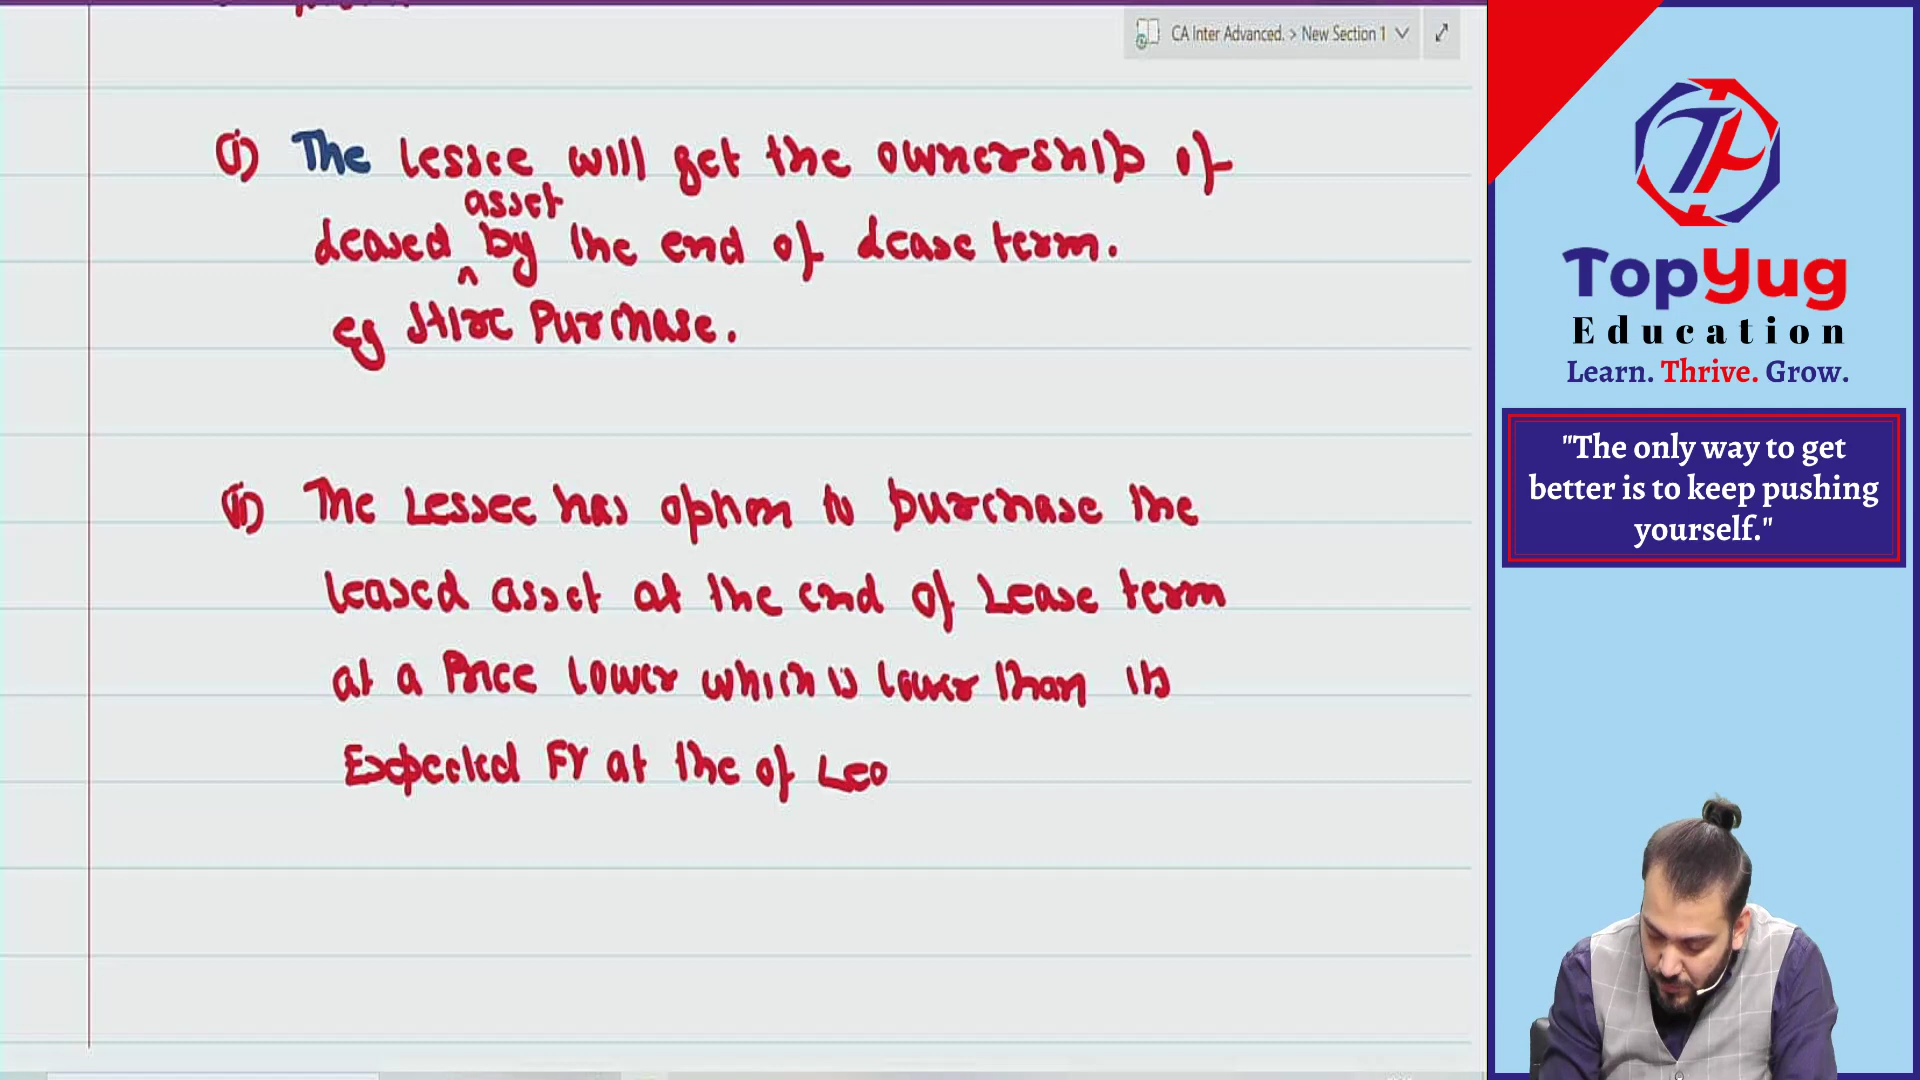 CA Inter Advanced. > New Section 1
(i) The Lessee will get the ownership of
asset
Leased ^ by the end of Lease term.
eg Hire Purchase.
(ii) The Lessee has option to purchase the
leased asset at the end of Lease term
at a Price lower which is lower than its
Expected FV at the of Lea
TopYug
Education
Learn. Thrive. Grow.
"The only way to get
better is to keep pushing
yourself."